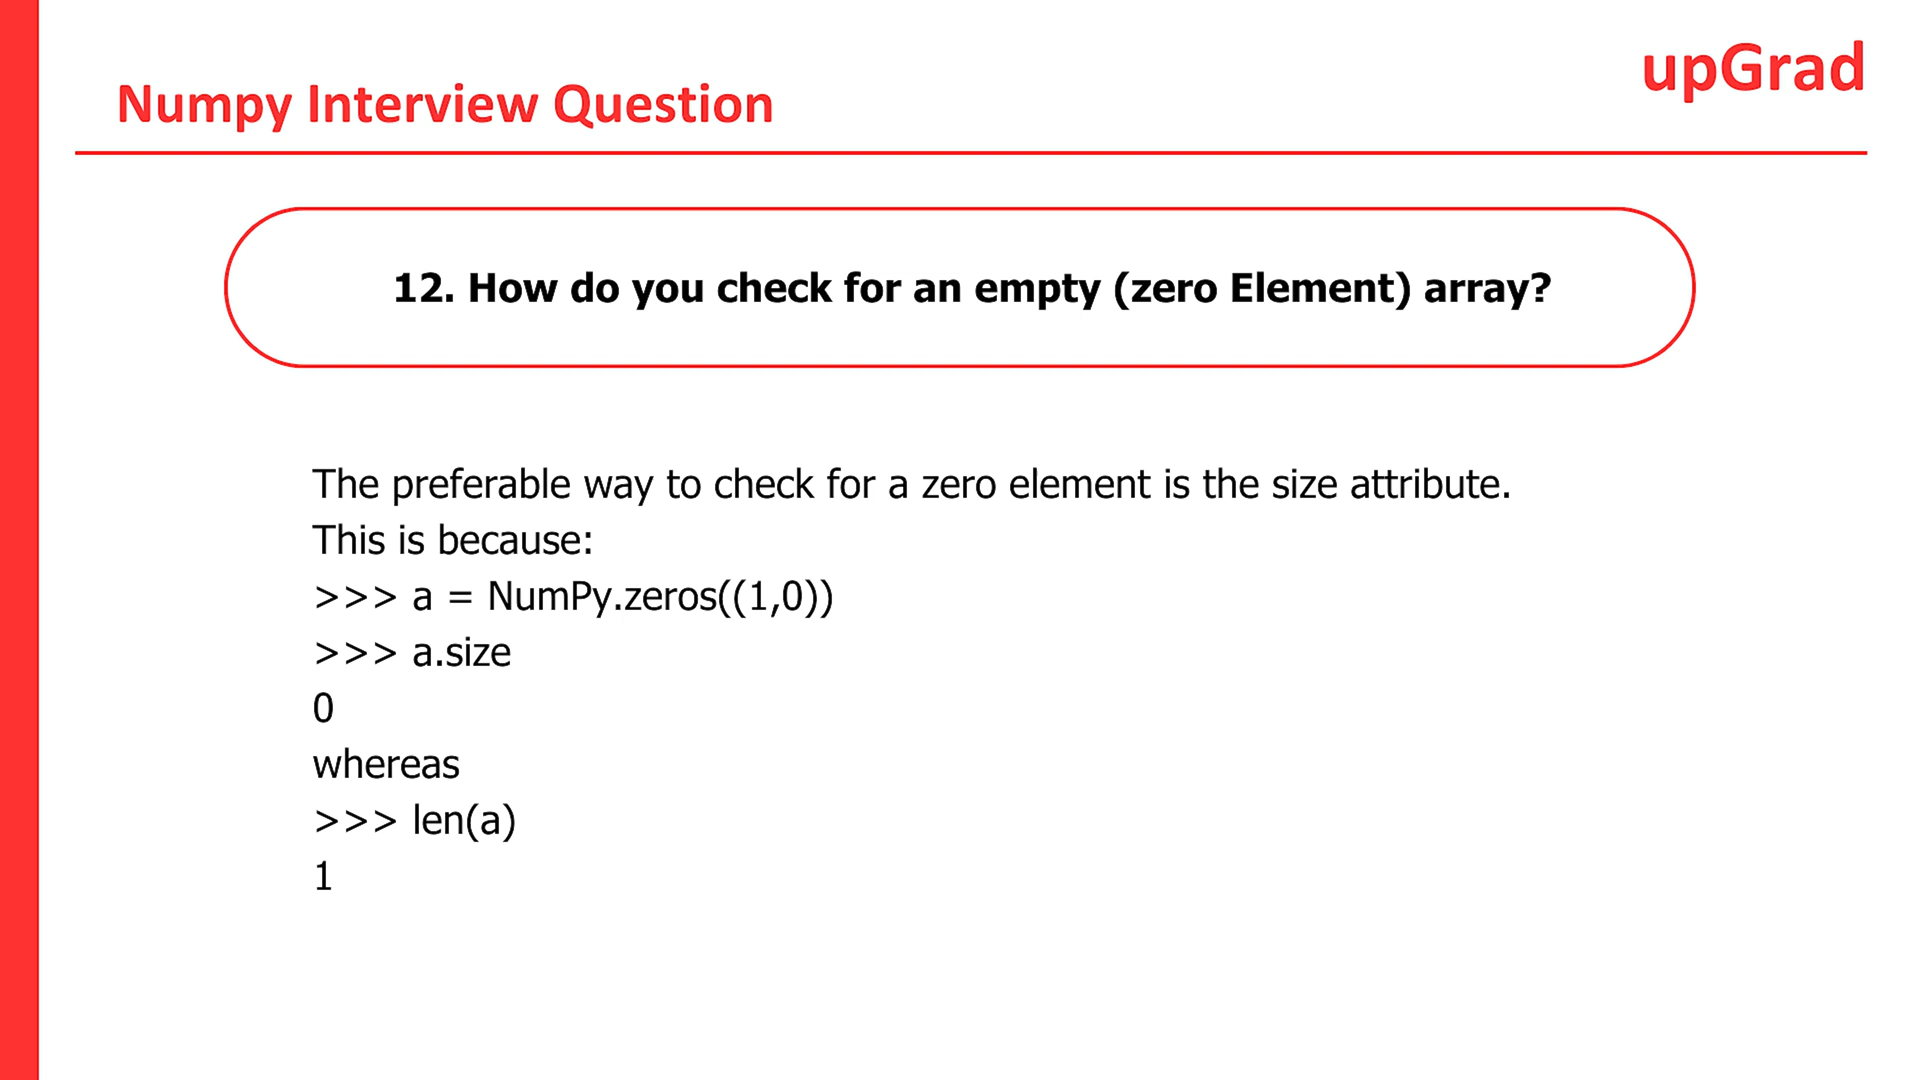 upGrad
Numpy Interview Question
12. How do you check for an empty (zero Element) array?
The preferable way to check for a zero element is the size attribute.
This is because:
>>> a = NumPy.zeros((1,0))
>>> a.size
0
whereas
>>> len(a)
1